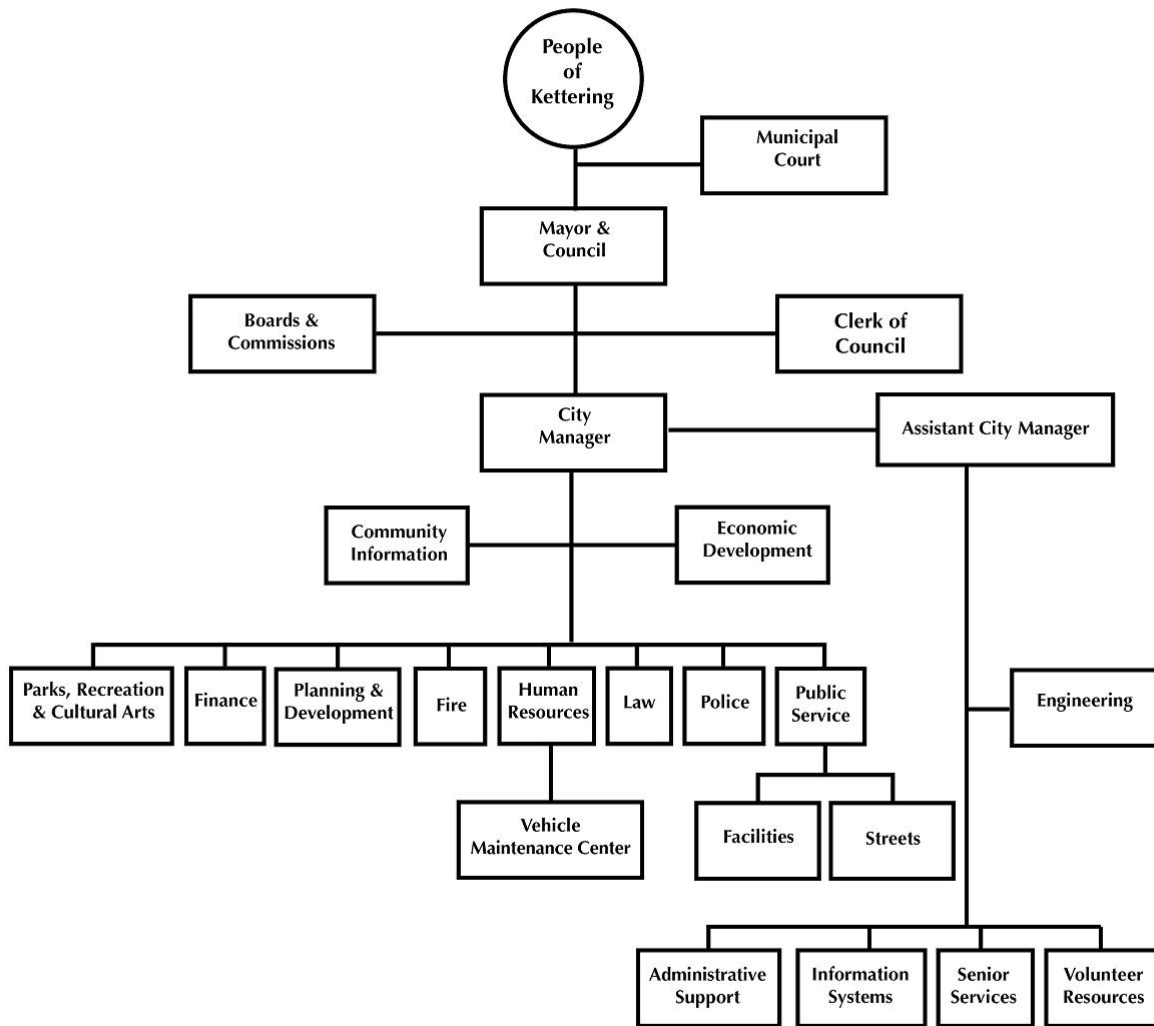 People
of
Kettering
Municipal
Court
Mayor &
Council
Boards &
Commissions
Clerk of
Council
City
Manager
Assistant City Manager
Community
Information
Economic
Development
Parks, Recreation
& Cultural Arts
Finance
Planning &
Development
Fire
Human
Resources
Law
Police
Public
Service
Engineering
Vehicle
Maintenance Center
Facilities
Streets
Administrative
Support
Information
Systems
Senior
Services
Volunteer
Resources